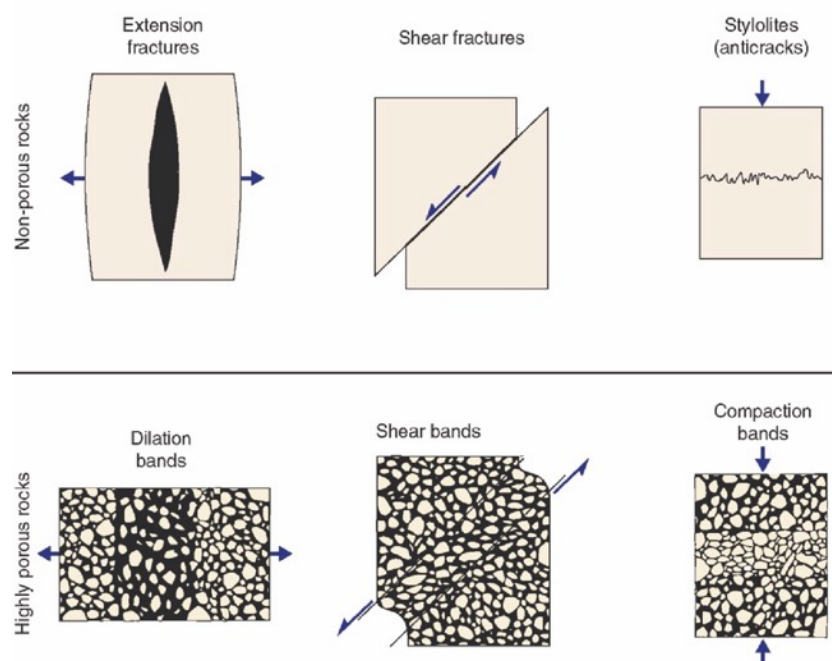 Extension
fractures
Shear fractures
Stylolites
(anticracks)
Non-porous rocks
Dilation
bands
Shear bands
Compaction
bands
Highly porous rocks